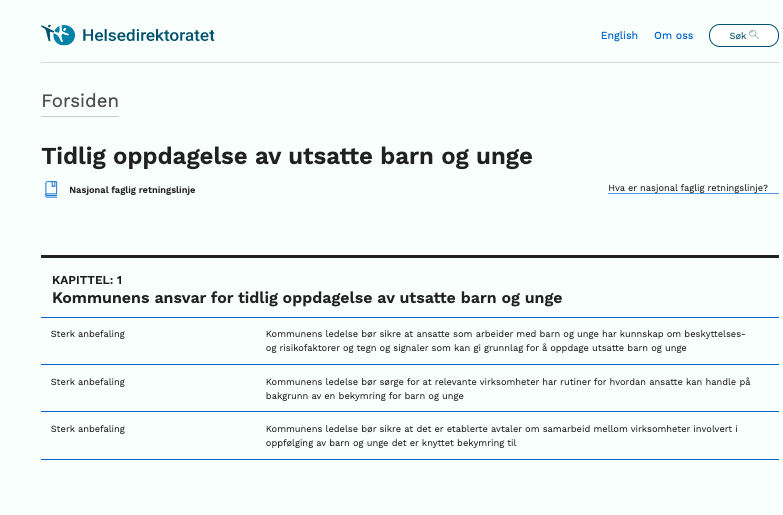 Helsedirektoratet
English Om oss Søk
Forsiden
Tidlig oppdagelse av utsatte barn og unge
Nasjonal faglig retningslinje
Hva er nasjonal faglig retningslinje?
KAPITTEL: 1
Kommunens ansvar for tidlig oppdagelse av utsatte barn og unge
Sterk anbefaling
Kommunens ledelse bør sikre at ansatte som arbeider med barn og unge har kunnskap om beskyttelses-
og risikofaktorer og tegn og signaler som kan gi grunnlag for å oppdage utsatte barn og unge
Sterk anbefaling
Kommunens ledelse bør sørge for at relevante virksomheter har rutiner for hvordan ansatte kan handle på
bakgrunn av en bekymring for barn og unge
Sterk anbefaling
Kommunens ledelse bør sikre at det er etablerte avtaler om samarbeid mellom virksomheter involvert i
oppfølging av barn og unge det er knyttet bekymring til